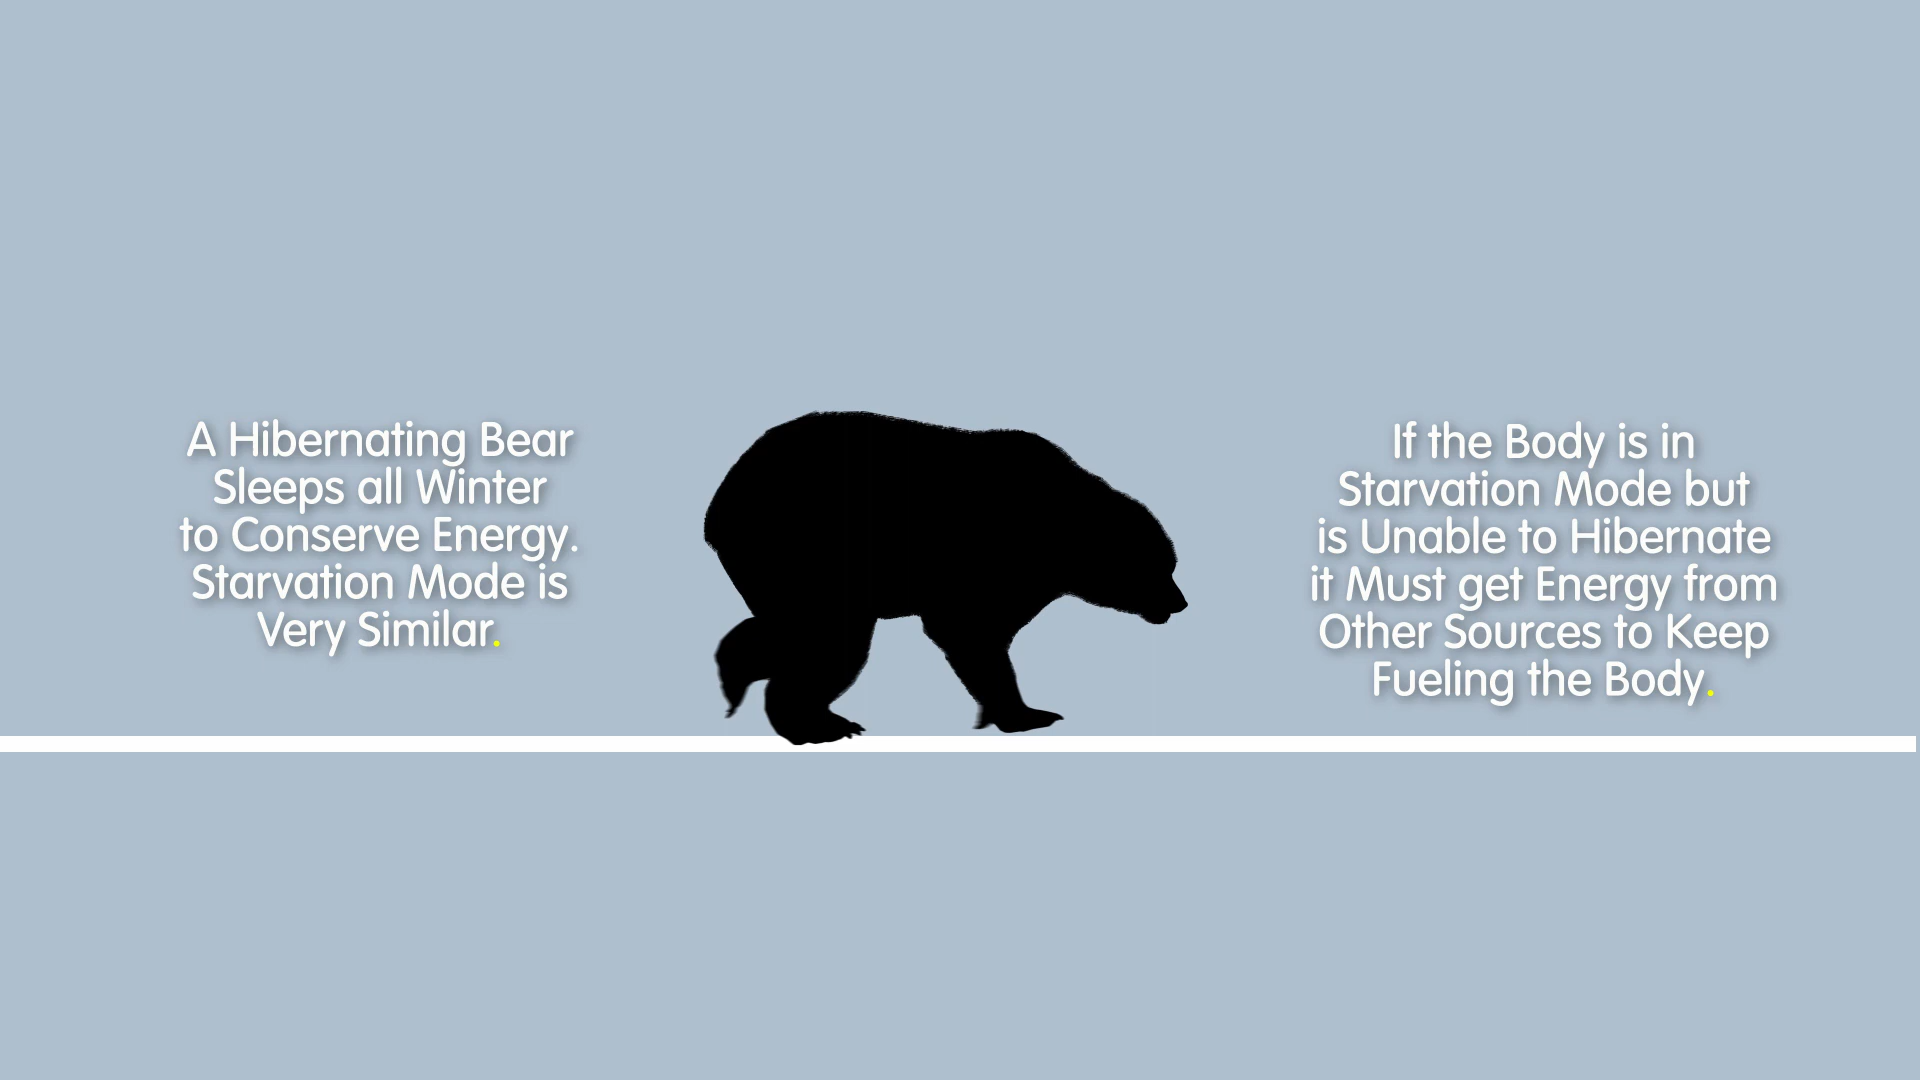 A Hibernating Bear
Sleeps all Winter
to Conserve Energy.
Starvation Mode is
Very Similar.
If the Body is in
Starvation Mode but
is Unable to Hibernate
it Must get Energy from
Other Sources to Keep
Fueling the Body.